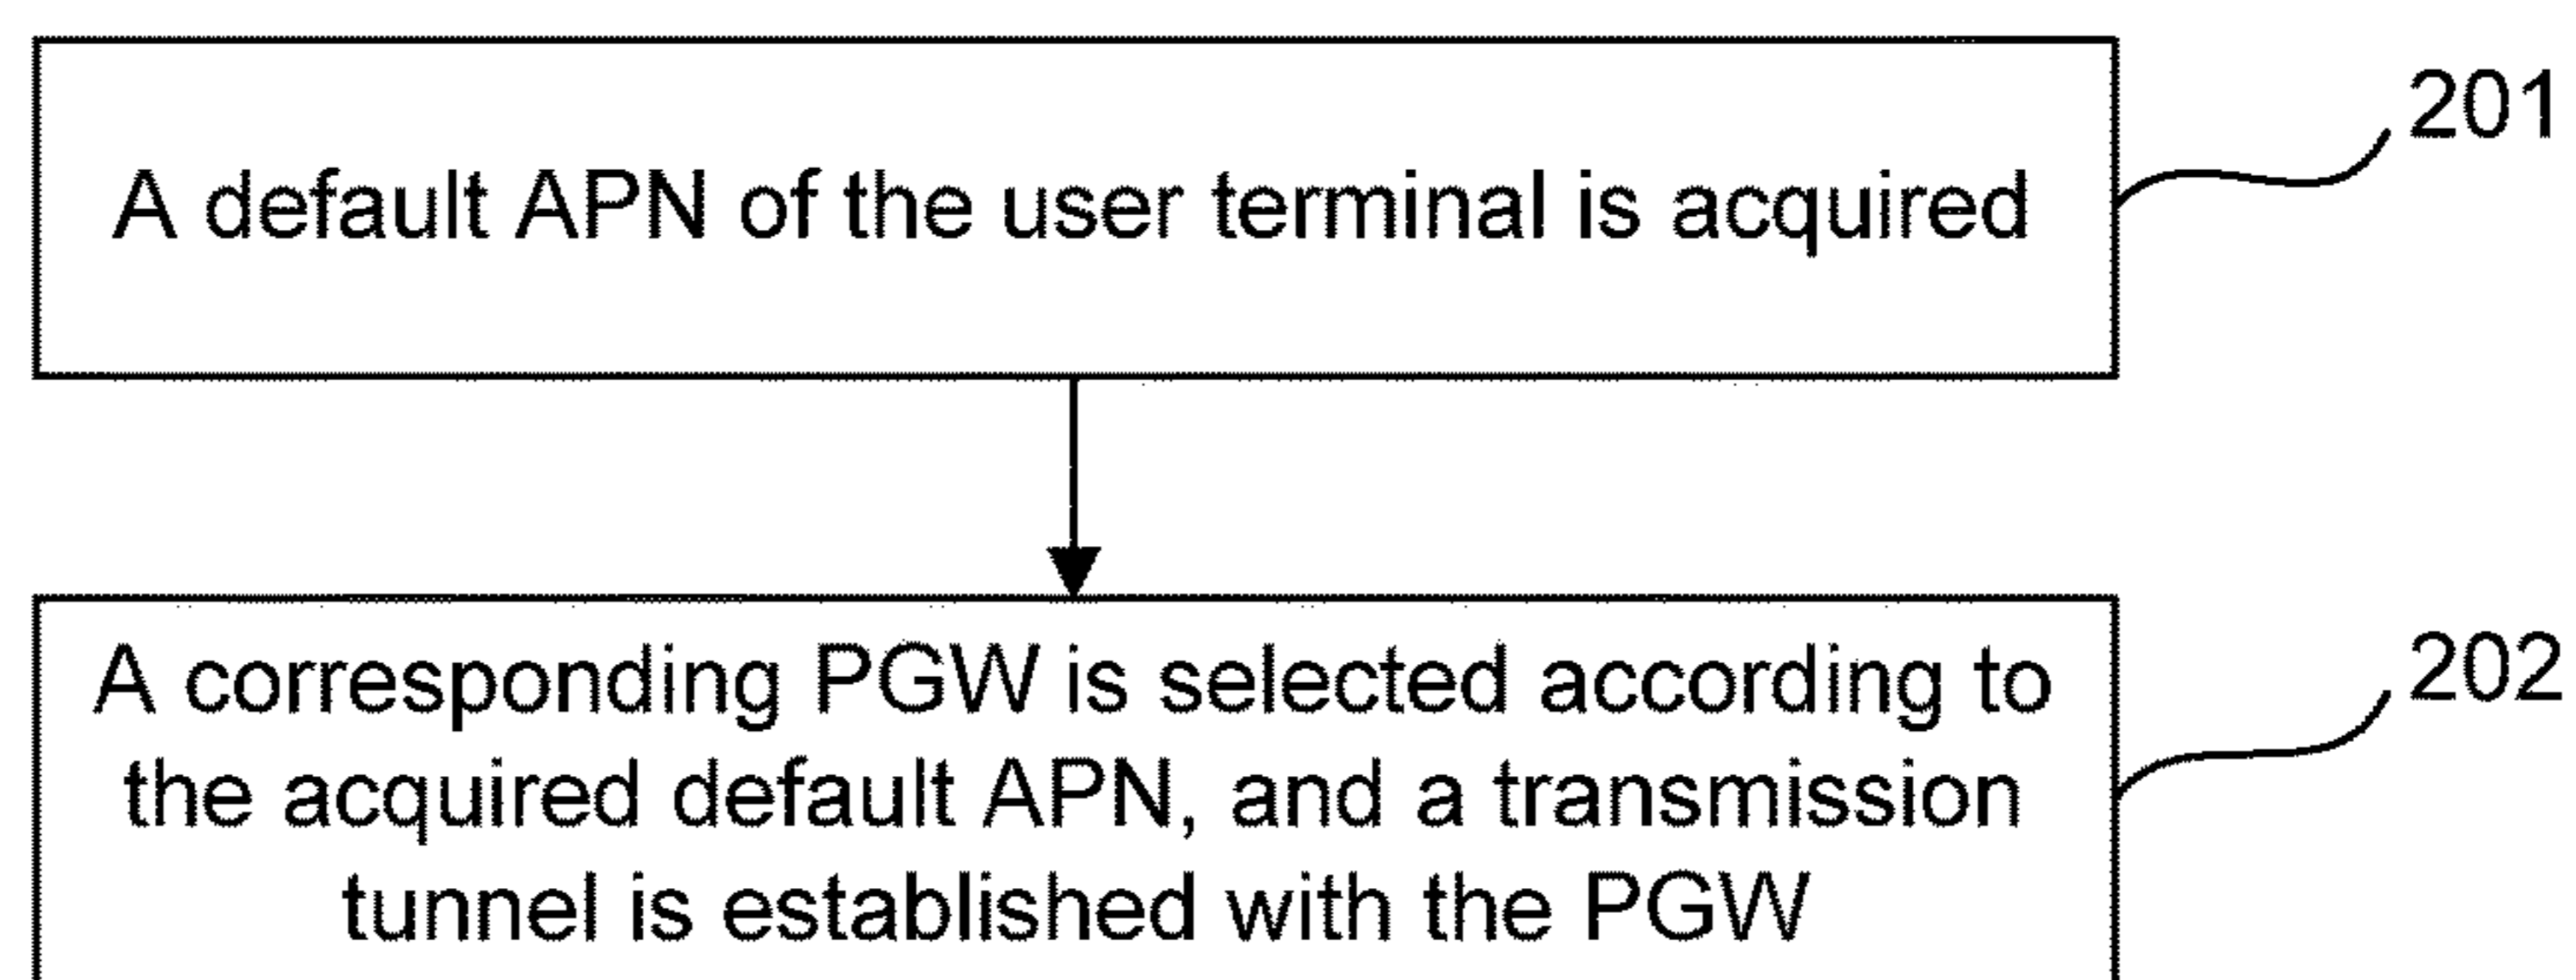 A default APN of the user terminal is acquired
201
A corresponding PGW is selected according to
the acquired default APN, and a transmission
tunnel is established with the PGW
202